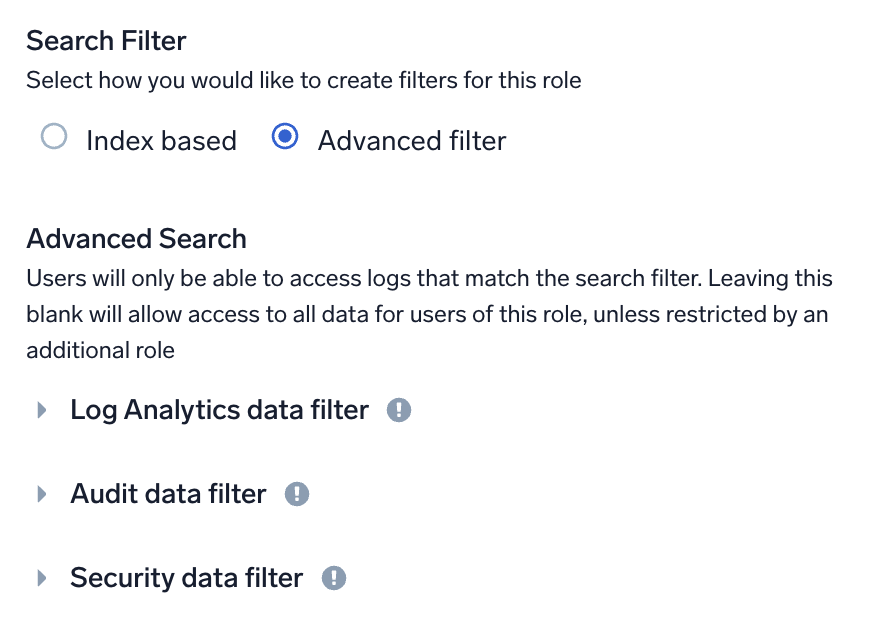 Search Filter
Select how you would like to create filters for this role
Index based Advanced filter
Advanced Search
Users will only be able to access logs that match the search filter. Leaving this
blank will allow access to all data for users of this role, unless restricted by an
additional role
Log Analytics data filter
Audit data filter
Security data filter